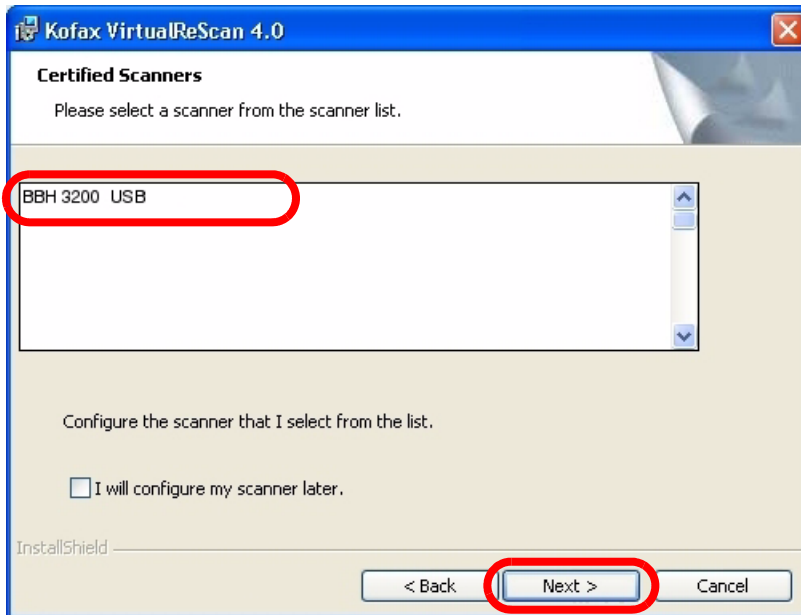 Kofax VirtualReScan 4.0
Certified Scanners
Please select a scanner from the scanner list.
BBH 3200 USB
Configure the scanner that I select from the list.
I will configure my scanner later.
InstallShield
< Back Next > Cancel